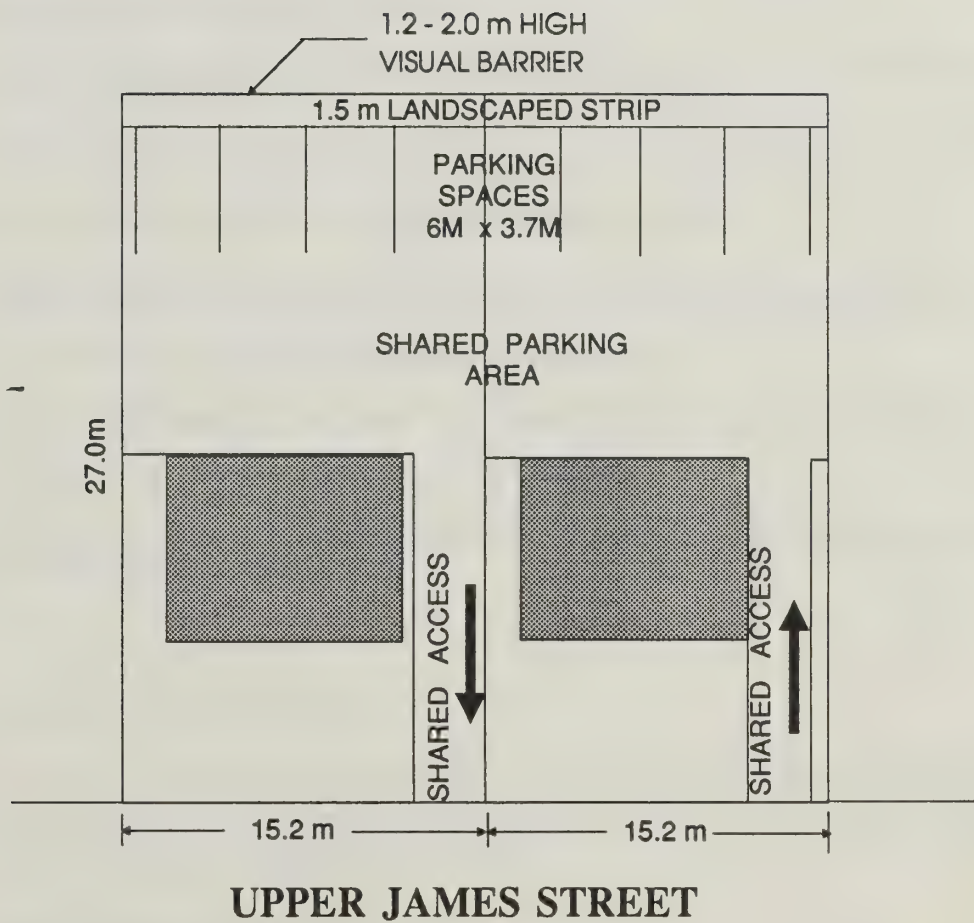 1.2 - 2.0 m HIGH
VISUAL BARRIER
1.5 m LANDSCAPED STRIP
PARKING
SPACES
6M x 3.7M
SHARED PARKING
AREA
27.0m
SHARED ACCESS
SHARED ACCESS
15.2 m
15.2 m
UPPER JAMES STREET